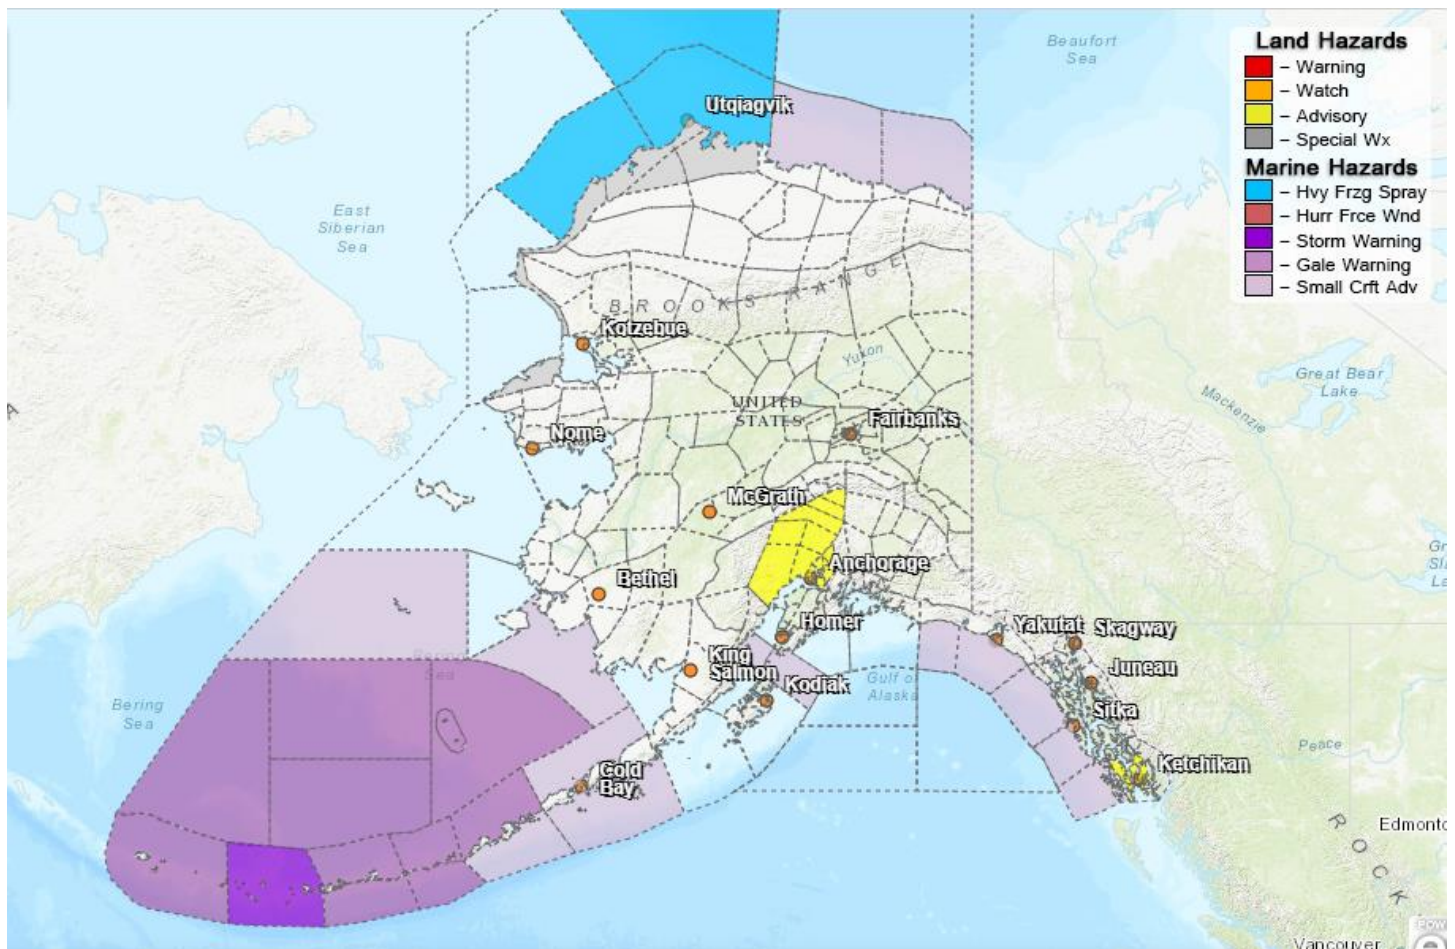 Land Hazards
– Warning
– Watch
– Advisory
– Special Wx
Marine Hazards
– Hvy Frzg Spray
– Hurr Frce Wnd
– Storm Warning
– Gale Warning
– Small Crft Adv
Beaufort
Sea
Utqiagvik
East
Siberian
Sea
BROOKS RANGE
Kotzebue
Yukon
Great Bear
Lake
Mackenzie
UNITED
STATES
Fairbanks
Nome
McGrath
Anchorage
Bethel
Homer
Yakutat
Skagway
King
Salmon
Juneau
Kodiak
Gulf of
Alaska
Bering
Sea
Sitka
Bering
Sea
Peace
Ketchikan
Cold
Bay
ROCK
Edmonto
Vancouver